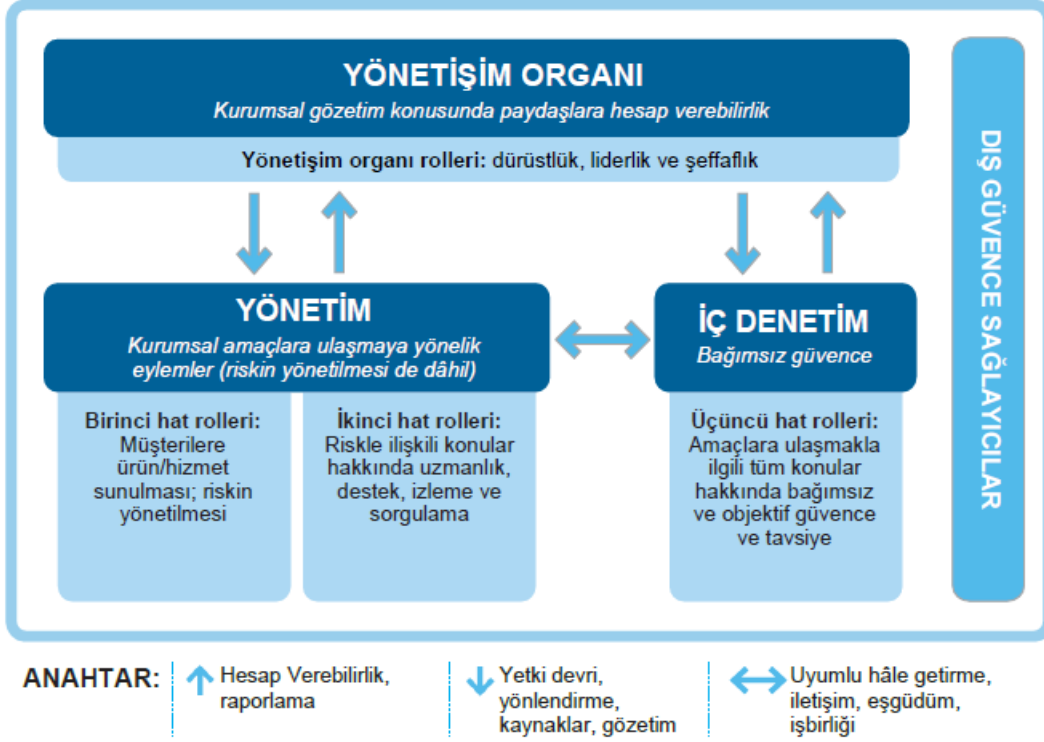 YÖNETİŞİM ORGANI
Kurumsal gözetim konusunda paydaşlara hesap verebilirlik
Yönetişim organı rolleri: dürüstlük, liderlik ve şeffaflık
YÖNETİM
Kurumsal amaçlara ulaşmaya yönelik
eylemler (riskin yönetilmesi de dâhil)
Birinci hat rolleri:
Müşterilere
ürün/hizmet
sunulması; riskin
yönetilmesi
İkinci hat rolleri:
Riskle ilişkili konular
hakkında uzmanlık,
destek, izleme ve
sorgulama
İÇ DENETİM
Bağımsız güvence
Üçüncü hat rolleri:
Amaçlara ulaşmakla
ilgili tüm konular
hakkında bağımsız
ve objektif güvence
ve tavsiye
DIŞ GÜVENCE SAĞLAYICILAR
ANAHTAR:
Hesap Verebilirlik,
raporlama
Yetki devri,
yönlendirme,
kaynaklar, gözetim
Uyumlu hâle getirme,
iletişim, eşgüdüm,
işbirliği